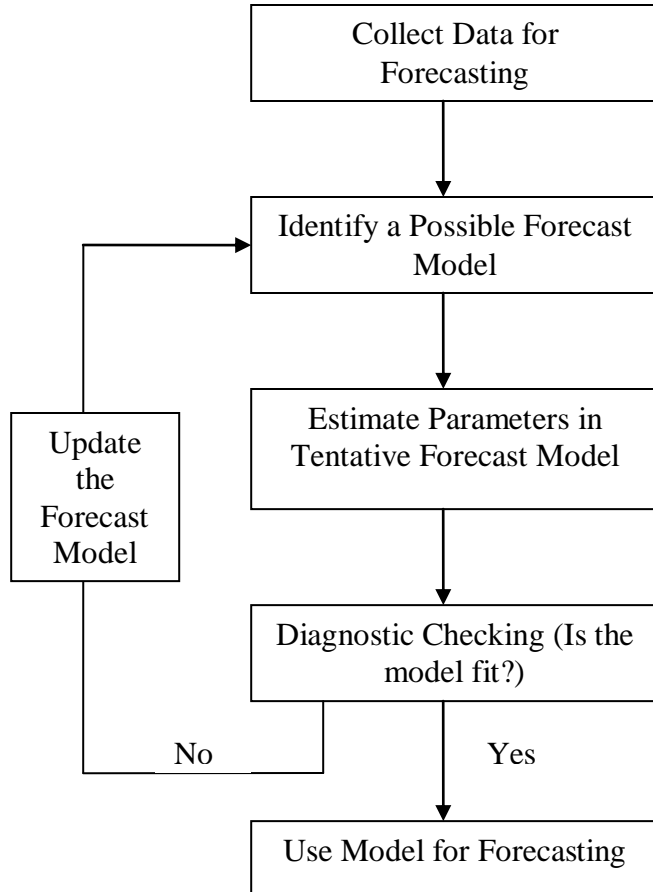 Collect Data for
Forecasting
Identify a Possible Forecast
Model
Estimate Parameters in
Tentative Forecast Model
Update
the
Forecast
Model
Diagnostic Checking (Is the
model fit?)
No
Yes
Use Model for Forecasting